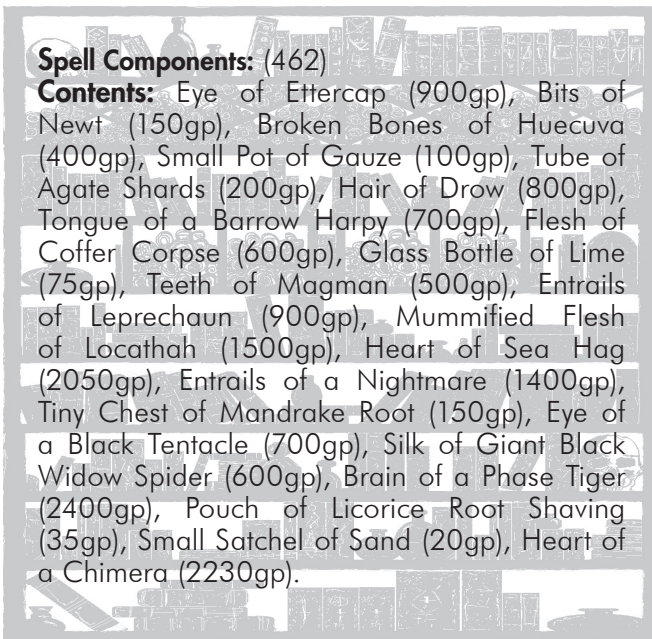 Spell Components: (462)
Contents: Eye of Ettercap (900gp), Bits of
Newt (150gp), Broken Bones of Huecuva
(400gp), Small Pot of Gauze (100gp), Tube of
Agate Shards (200gp), Hair of Drow (800gp),
Tongue of a Barrow Harpy (700gp), Flesh of
Coffer Corpse (600gp), Glass Bottle of Lime
(75gp), Teeth of Magman (500gp), Entrails
of Leprechaun (900gp), Mummified Flesh
of Locathah (1500gp), Heart of Sea Hag
(2050gp), Entrails of a Nightmare (1400gp),
Tiny Chest of Mandrake Root (150gp), Eye of
a Black Tentacle (700gp), Silk of Giant Black
Widow Spider (600gp), Brain of a Phase Tiger
(2400gp), Pouch of Licorice Root Shaving
(35gp), Small Satchel of Sand (20gp), Heart of
a Chimera (2230gp).